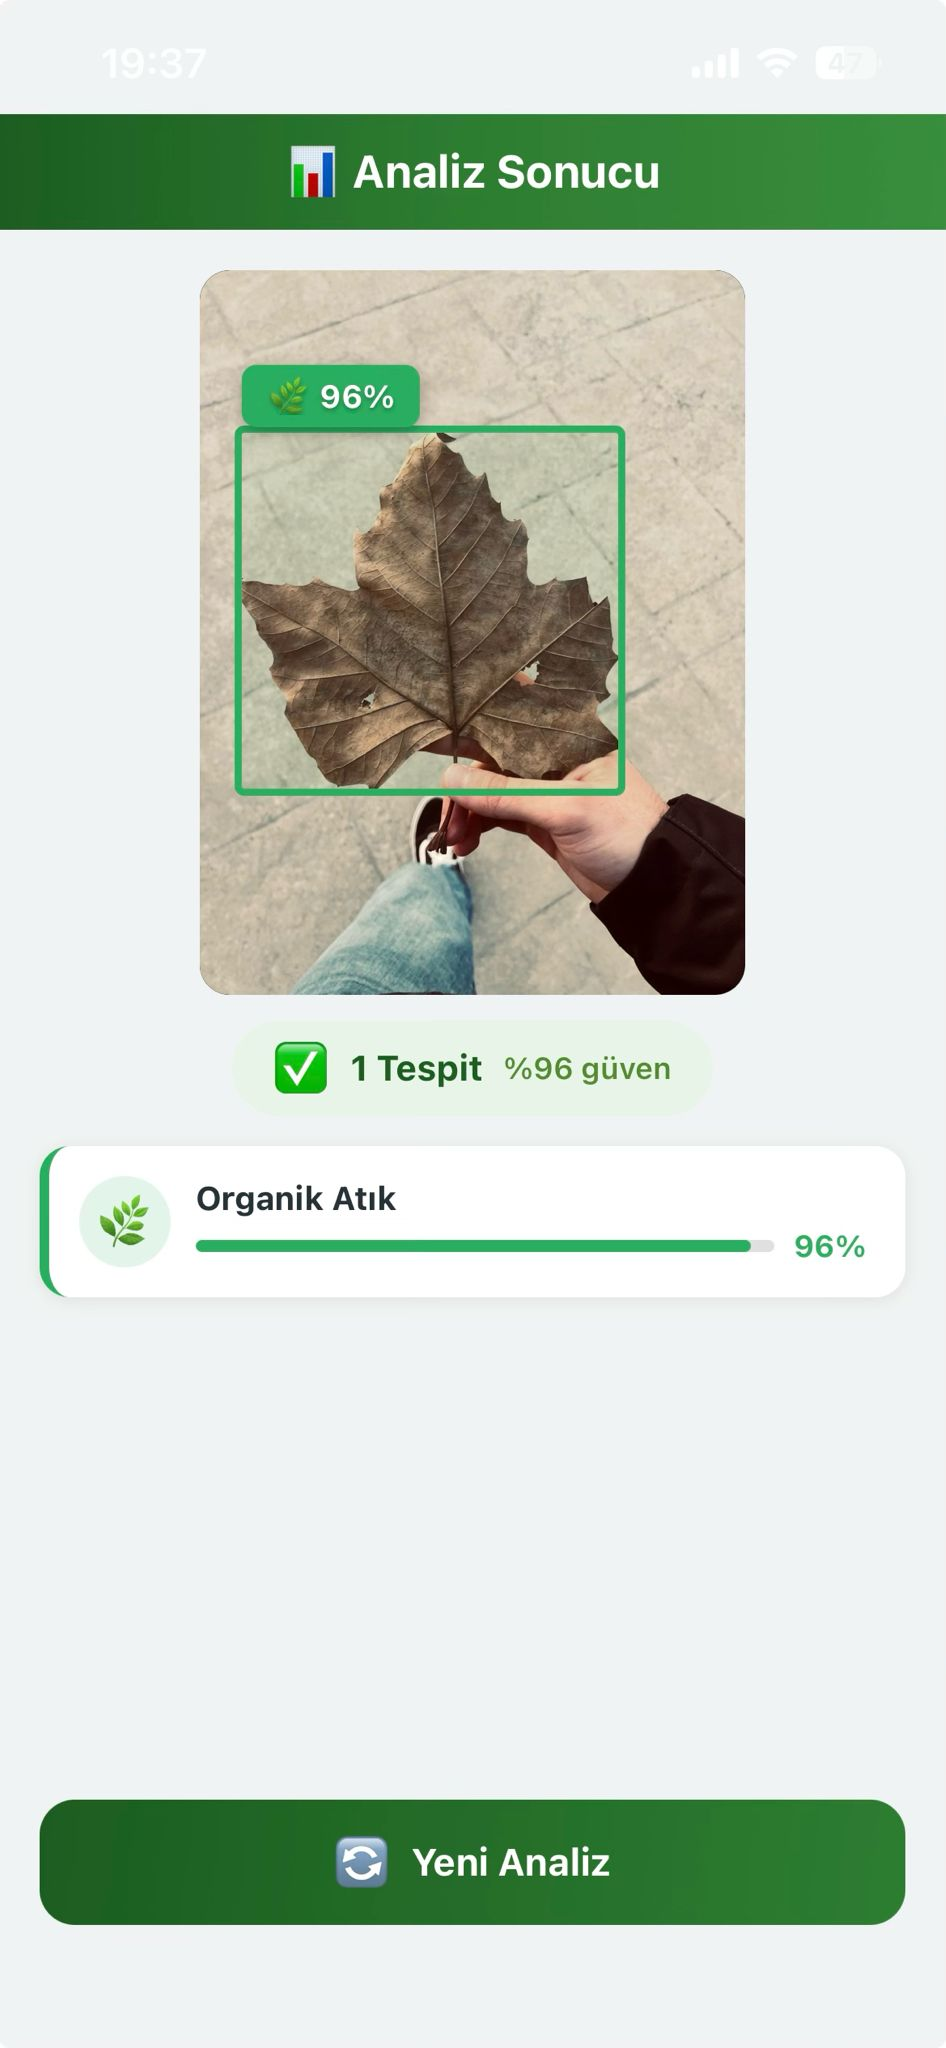 19:37
47
Analiz Sonucu
96%
1 Tespit %96 güven
Organik Atık
96%
Yeni Analiz